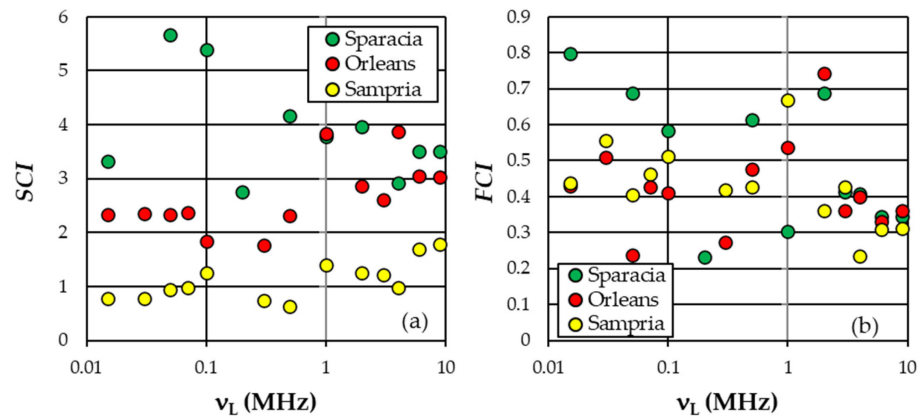 6
5
4
3
2
1
0
SCI
Sparacia
Orleans
Sampria
(a)
0.01 0.1 1 10
νL (MHz)
0.9
0.8
0.7
0.6
0.5
0.4
0.3
0.2
0.1
0
FCI
Sparacia
Orleans
Sampria
(b)
0.01 0.1 1 10
νL (MHz)